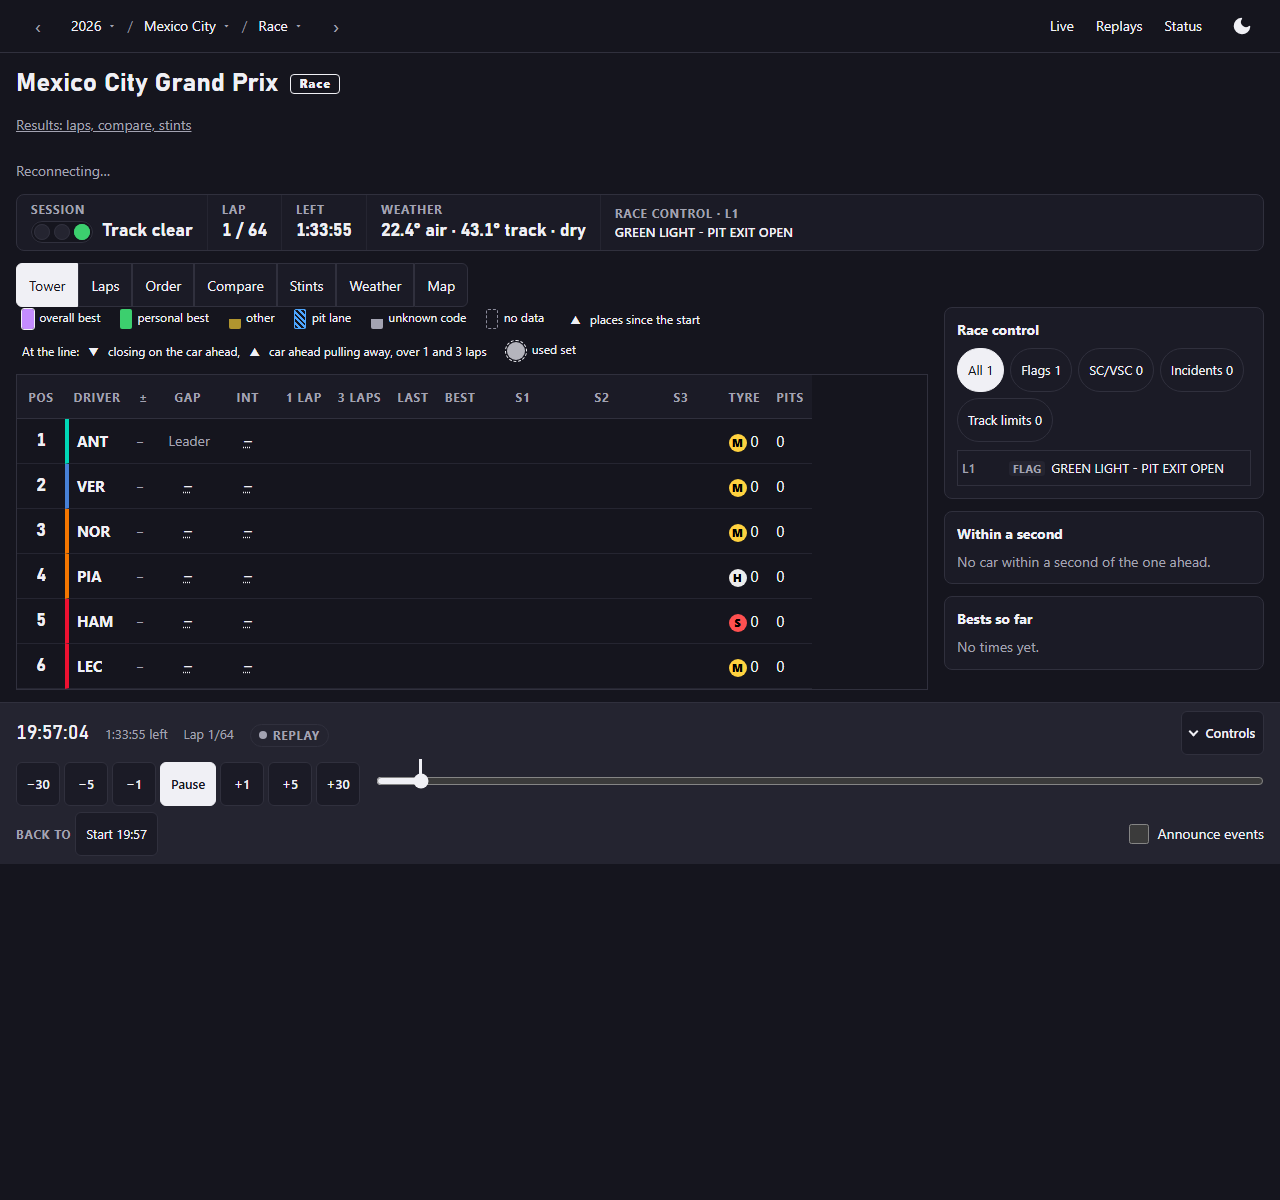 ‹ 2026 / Mexico City / Race › Live Replays Status
Mexico City Grand Prix Race
Results: laps, compare, stints
Reconnecting...
SESSION LAP LEFT WEATHER RACE CONTROL · L1
Track clear 1 / 64 1:33:55 22.4° air · 43.1° track · dry GREEN LIGHT - PIT EXIT OPEN
Tower Laps Order Compare Stints Weather Map
overall best personal best other pit lane unknown code no data ▲ places since the start
At the line: ▼ closing on the car ahead, ▲ car ahead pulling away, over 1 and 3 laps used set
POS DRIVER ± GAP INT 1 LAP 3 LAPS LAST BEST S1 S2 S3 TYRE PITS
1 ANT – Leader – M 0 0
2 VER – – – M 0 0
3 NOR – – – M 0 0
4 PIA – – – H 0 0
5 HAM – – – S 0 0
6 LEC – – – M 0 0
Race control
All 1 Flags 1 SC/VSC 0 Incidents 0
Track limits 0
L1 FLAG GREEN LIGHT - PIT EXIT OPEN
Within a second
No car within a second of the one ahead.
Bests so far
No times yet.
19:57:04 1:33:55 left Lap 1/64 REPLAY Controls
−30 −5 −1 Pause +1 +5 +30
BACK TO Start 19:57 Announce events